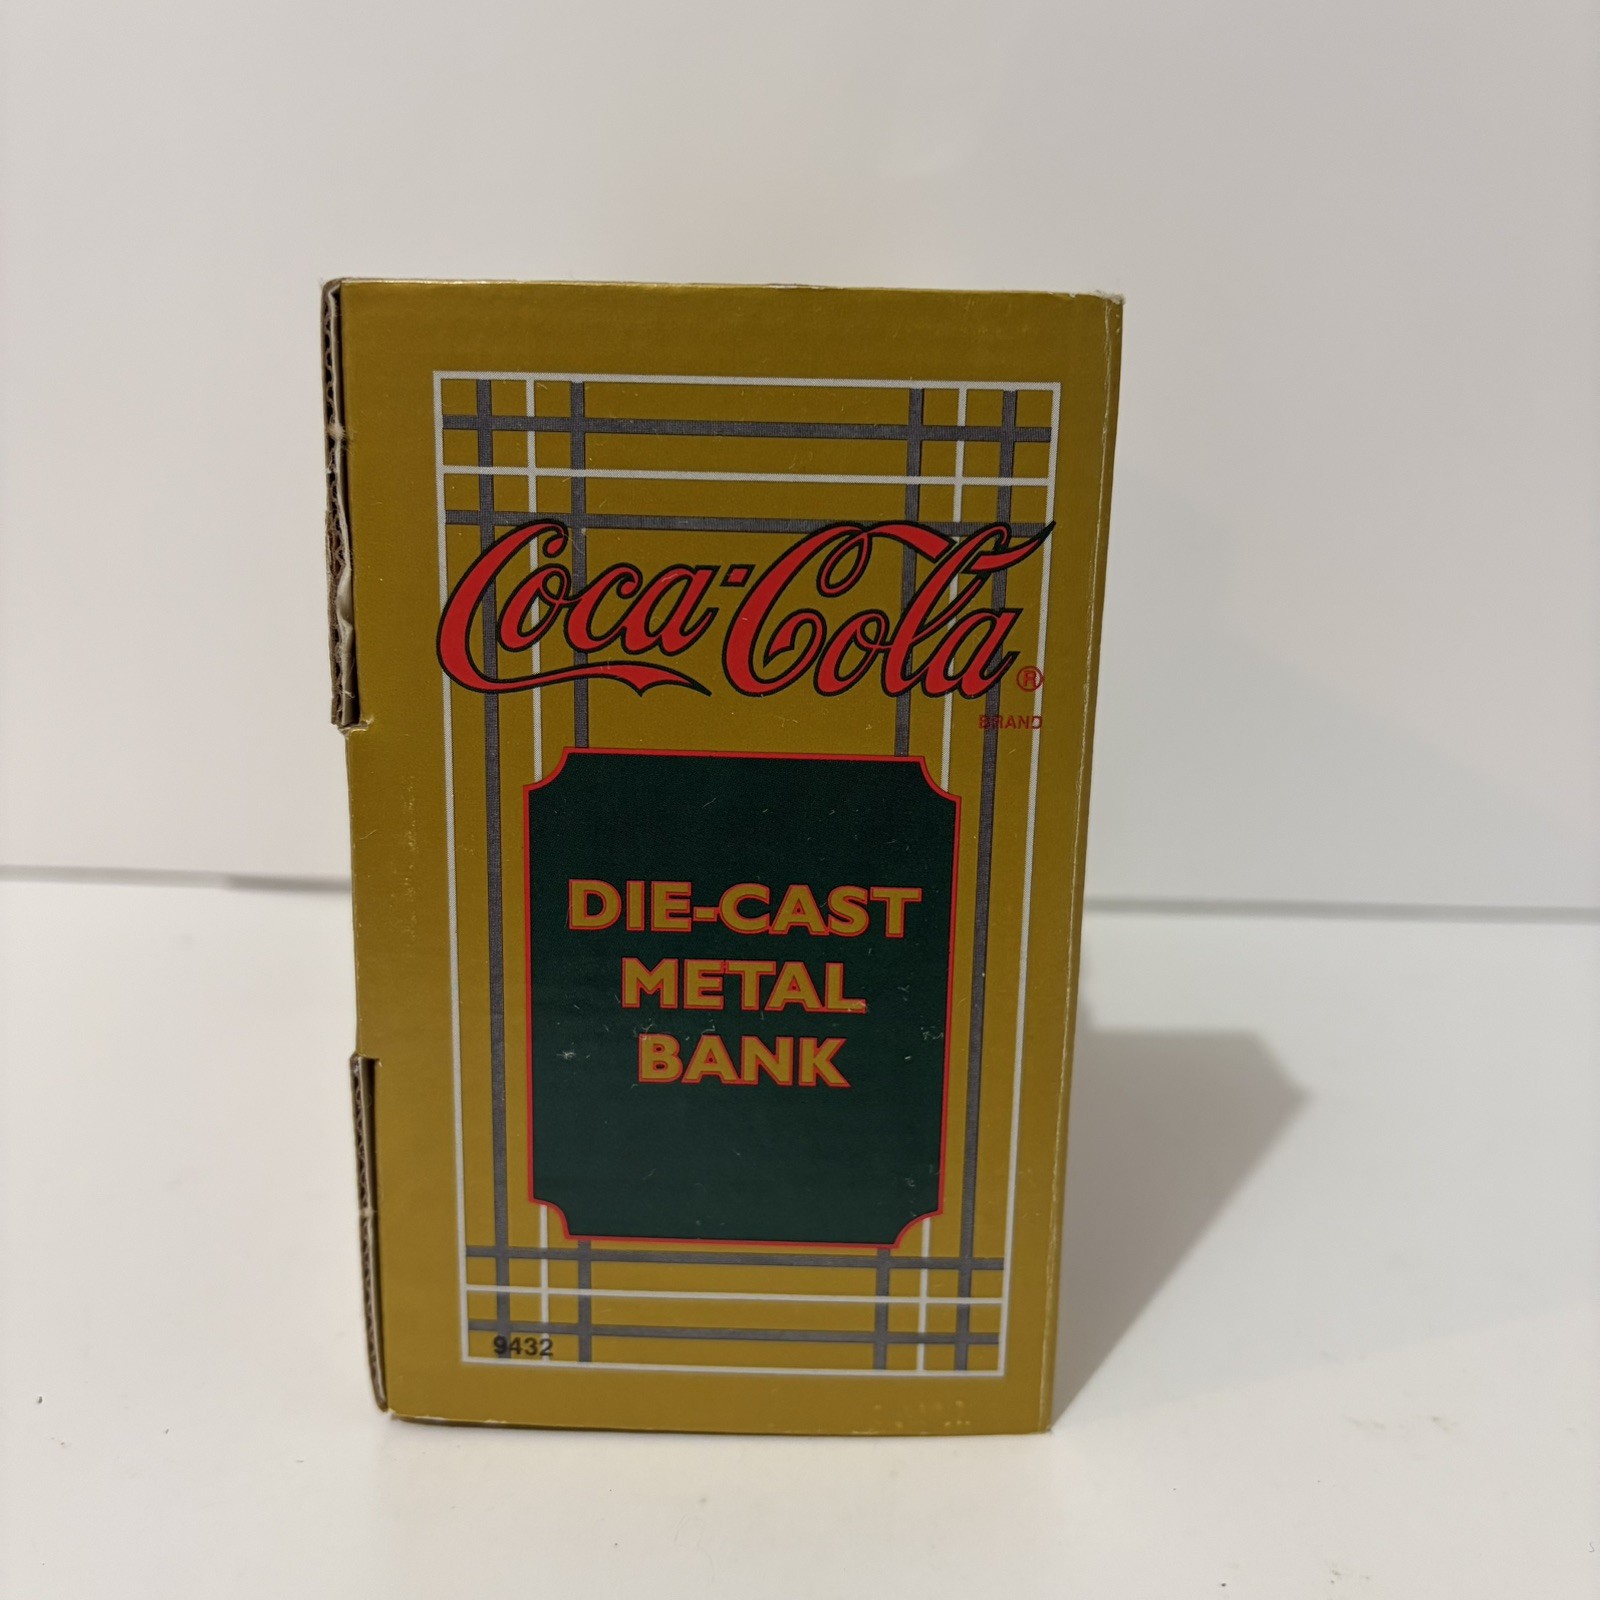 Coca-Cola®
BRAND
DIE-CAST
METAL
BANK
9432